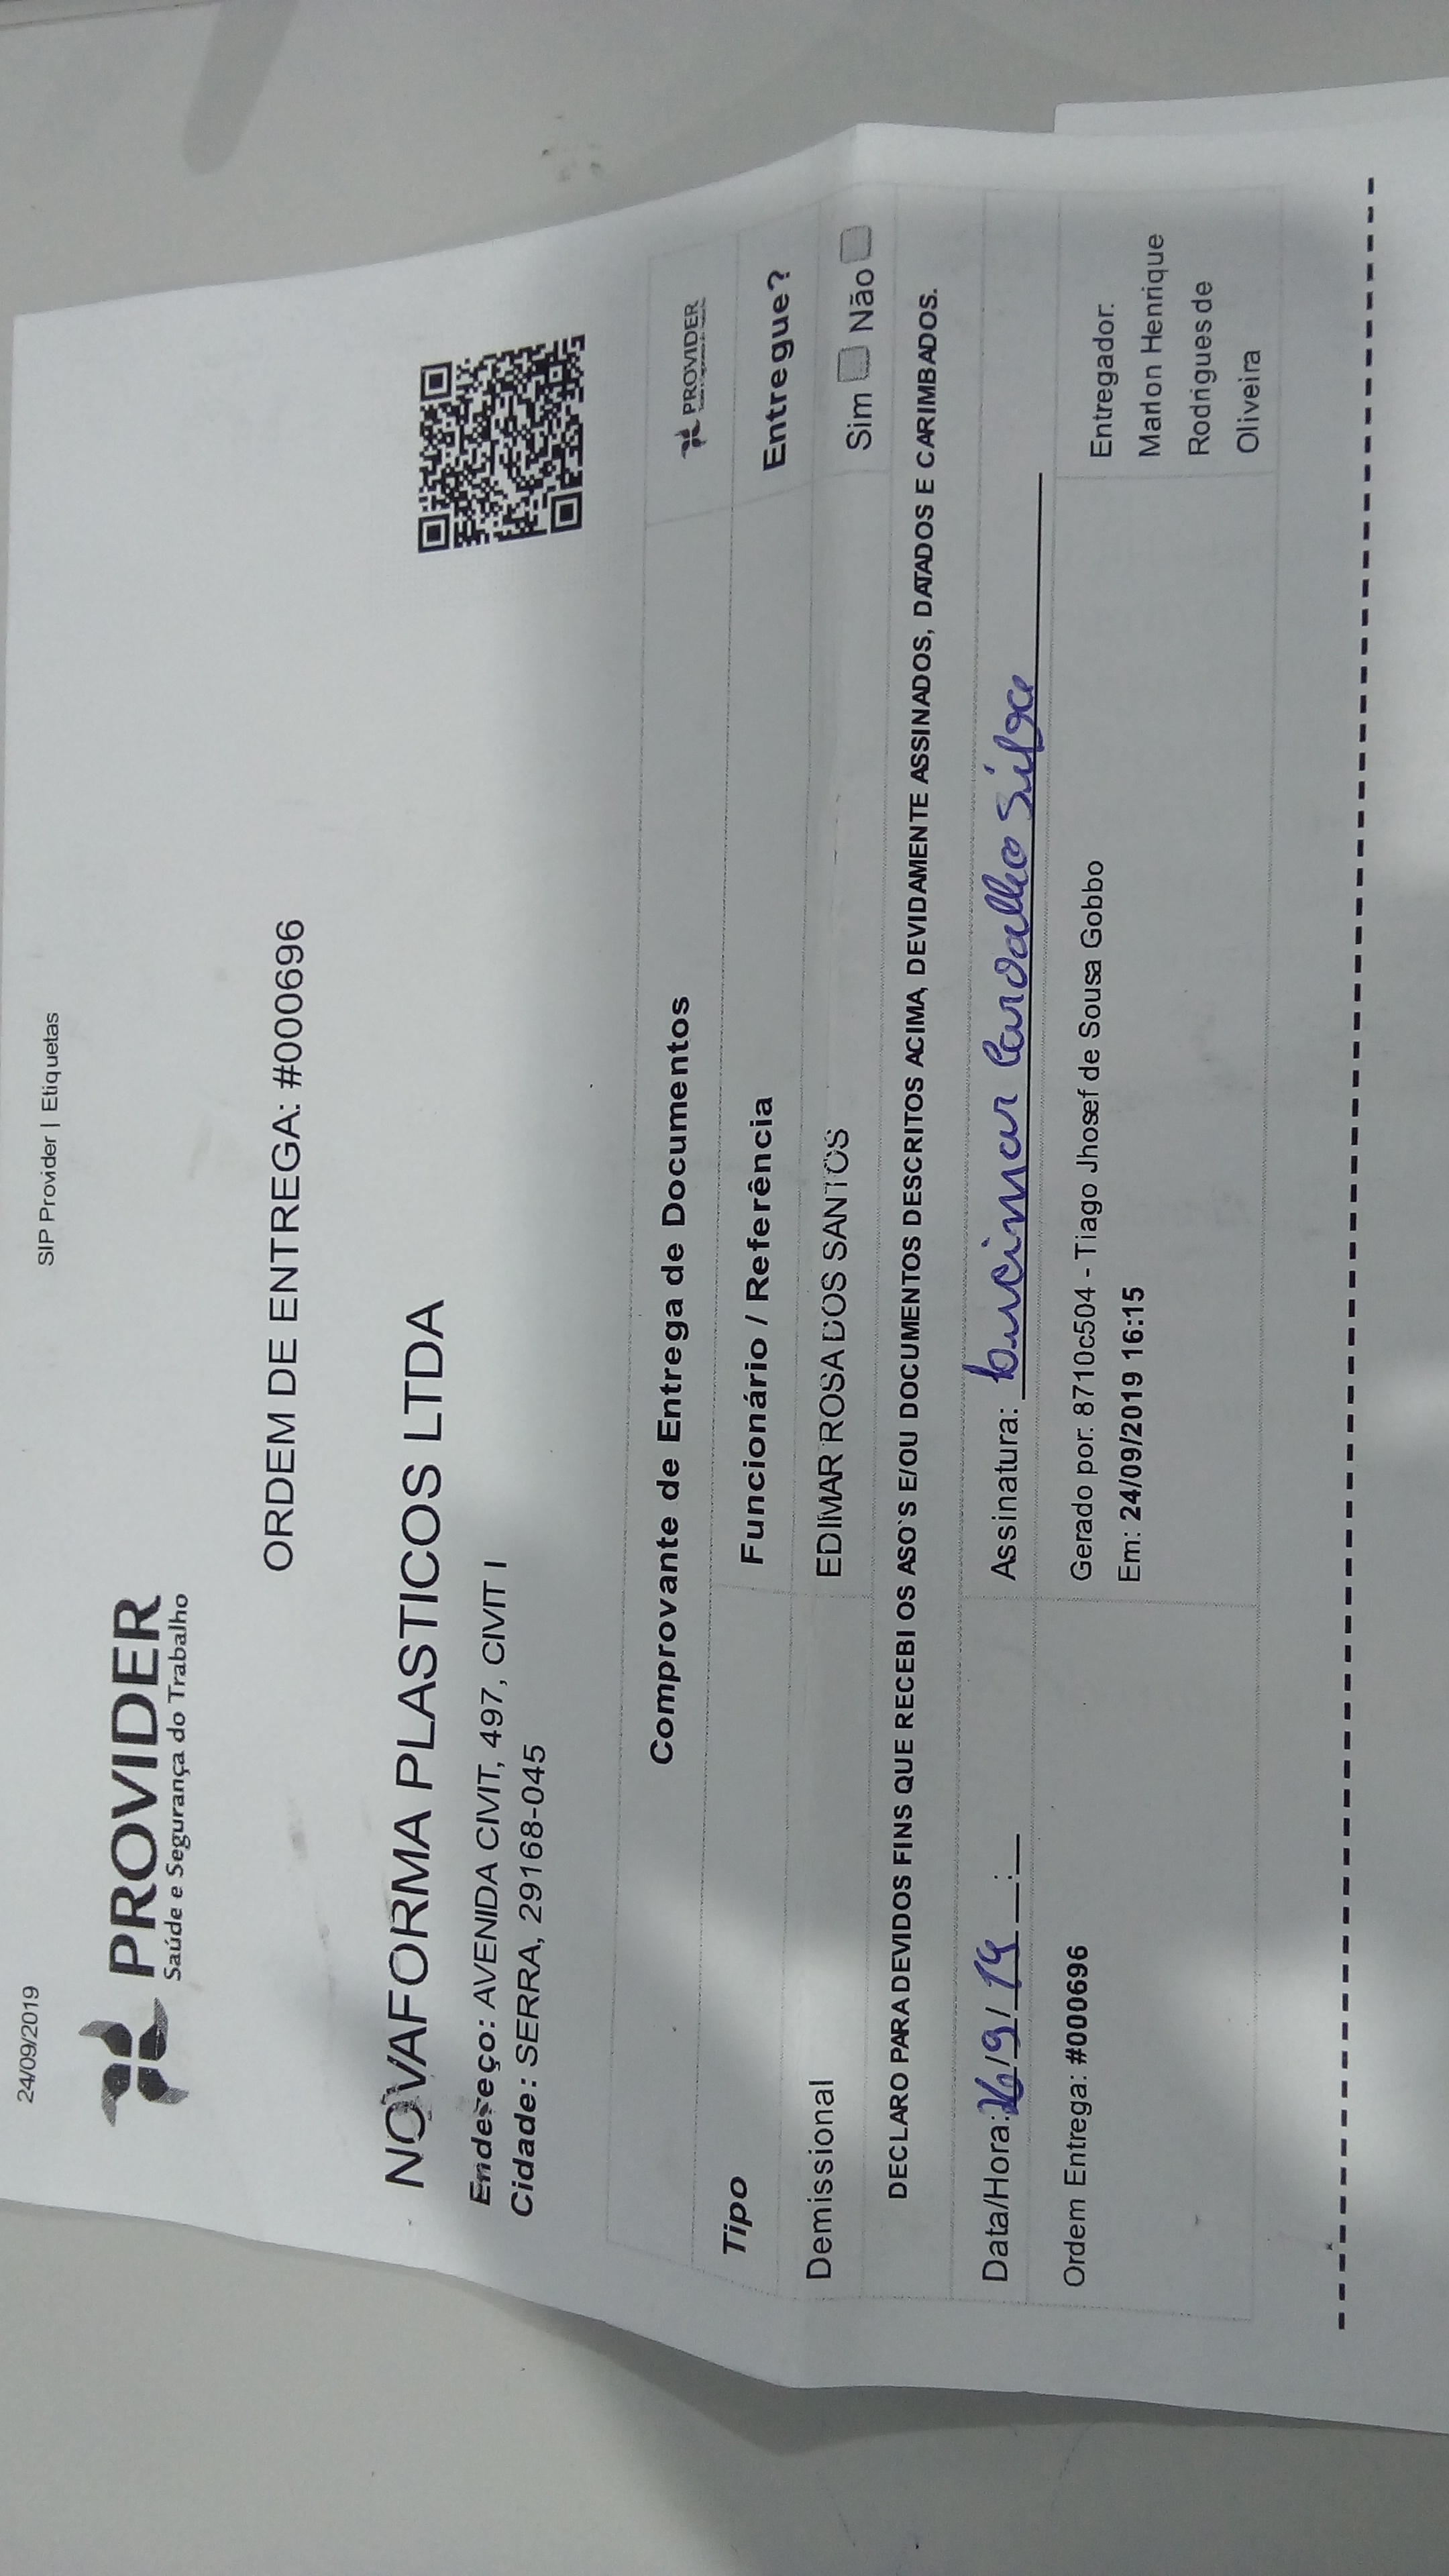 24/09/2019 SIP Provider | Etiquetas
PROVIDER
Saúde e Segurança do Trabalho
ORDEM DE ENTREGA: #000696
NOVAFORMA PLASTICOS LTDA
Endereço: AVENIDA CIVIT, 497, CIVIT I
Cidade: SERRA, 29168-045
Comprovante de Entrega de Documentos PROVIDER
Tipo Funcionário / Referência Entregue?
Demissional EDIMAR ROSA DOS SANTOS Sim Não
DECLARO PARA DEVIDOS FINS QUE RECEBI OS ASO`S E/OU DOCUMENTOS DESCRITOS ACIMA, DEVIDAMENTE ASSINADOS, DATADOS E CARIMBADOS.
Data/Hora: 26/9/19 __:__ Assinatura: Lucimar Carvalho Silva
Ordem Entrega: #000696 Gerado por: 8710c504 - Tiago Jhosef de Sousa Gobbo
Em: 24/09/2019 16:15
Entregador:
Marlon Henrique
Rodrigues de
Oliveira